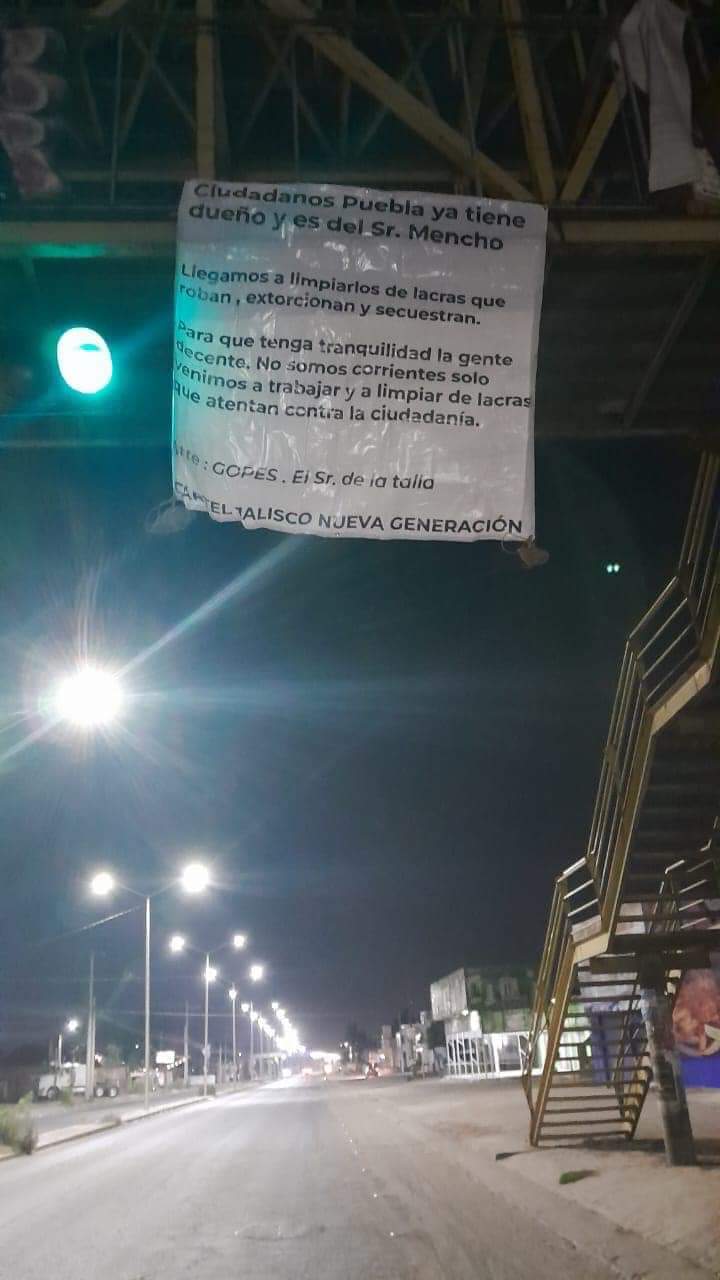 Ciudadanos Puebla ya tiene
dueño y es del Sr. Mencho
Llegamos a limpiarlos de lacras que
roban , extorcionan y secuestran.
Para que tenga tranquilidad la gente
decente. No somos corrientes solo
venimos a trabajar y a limpiar de lacras
que atentan contra la ciudadanía.
Atte : GOPES . El Sr. de la talla
CARTEL JALISCO NUEVA GENERACIÓN